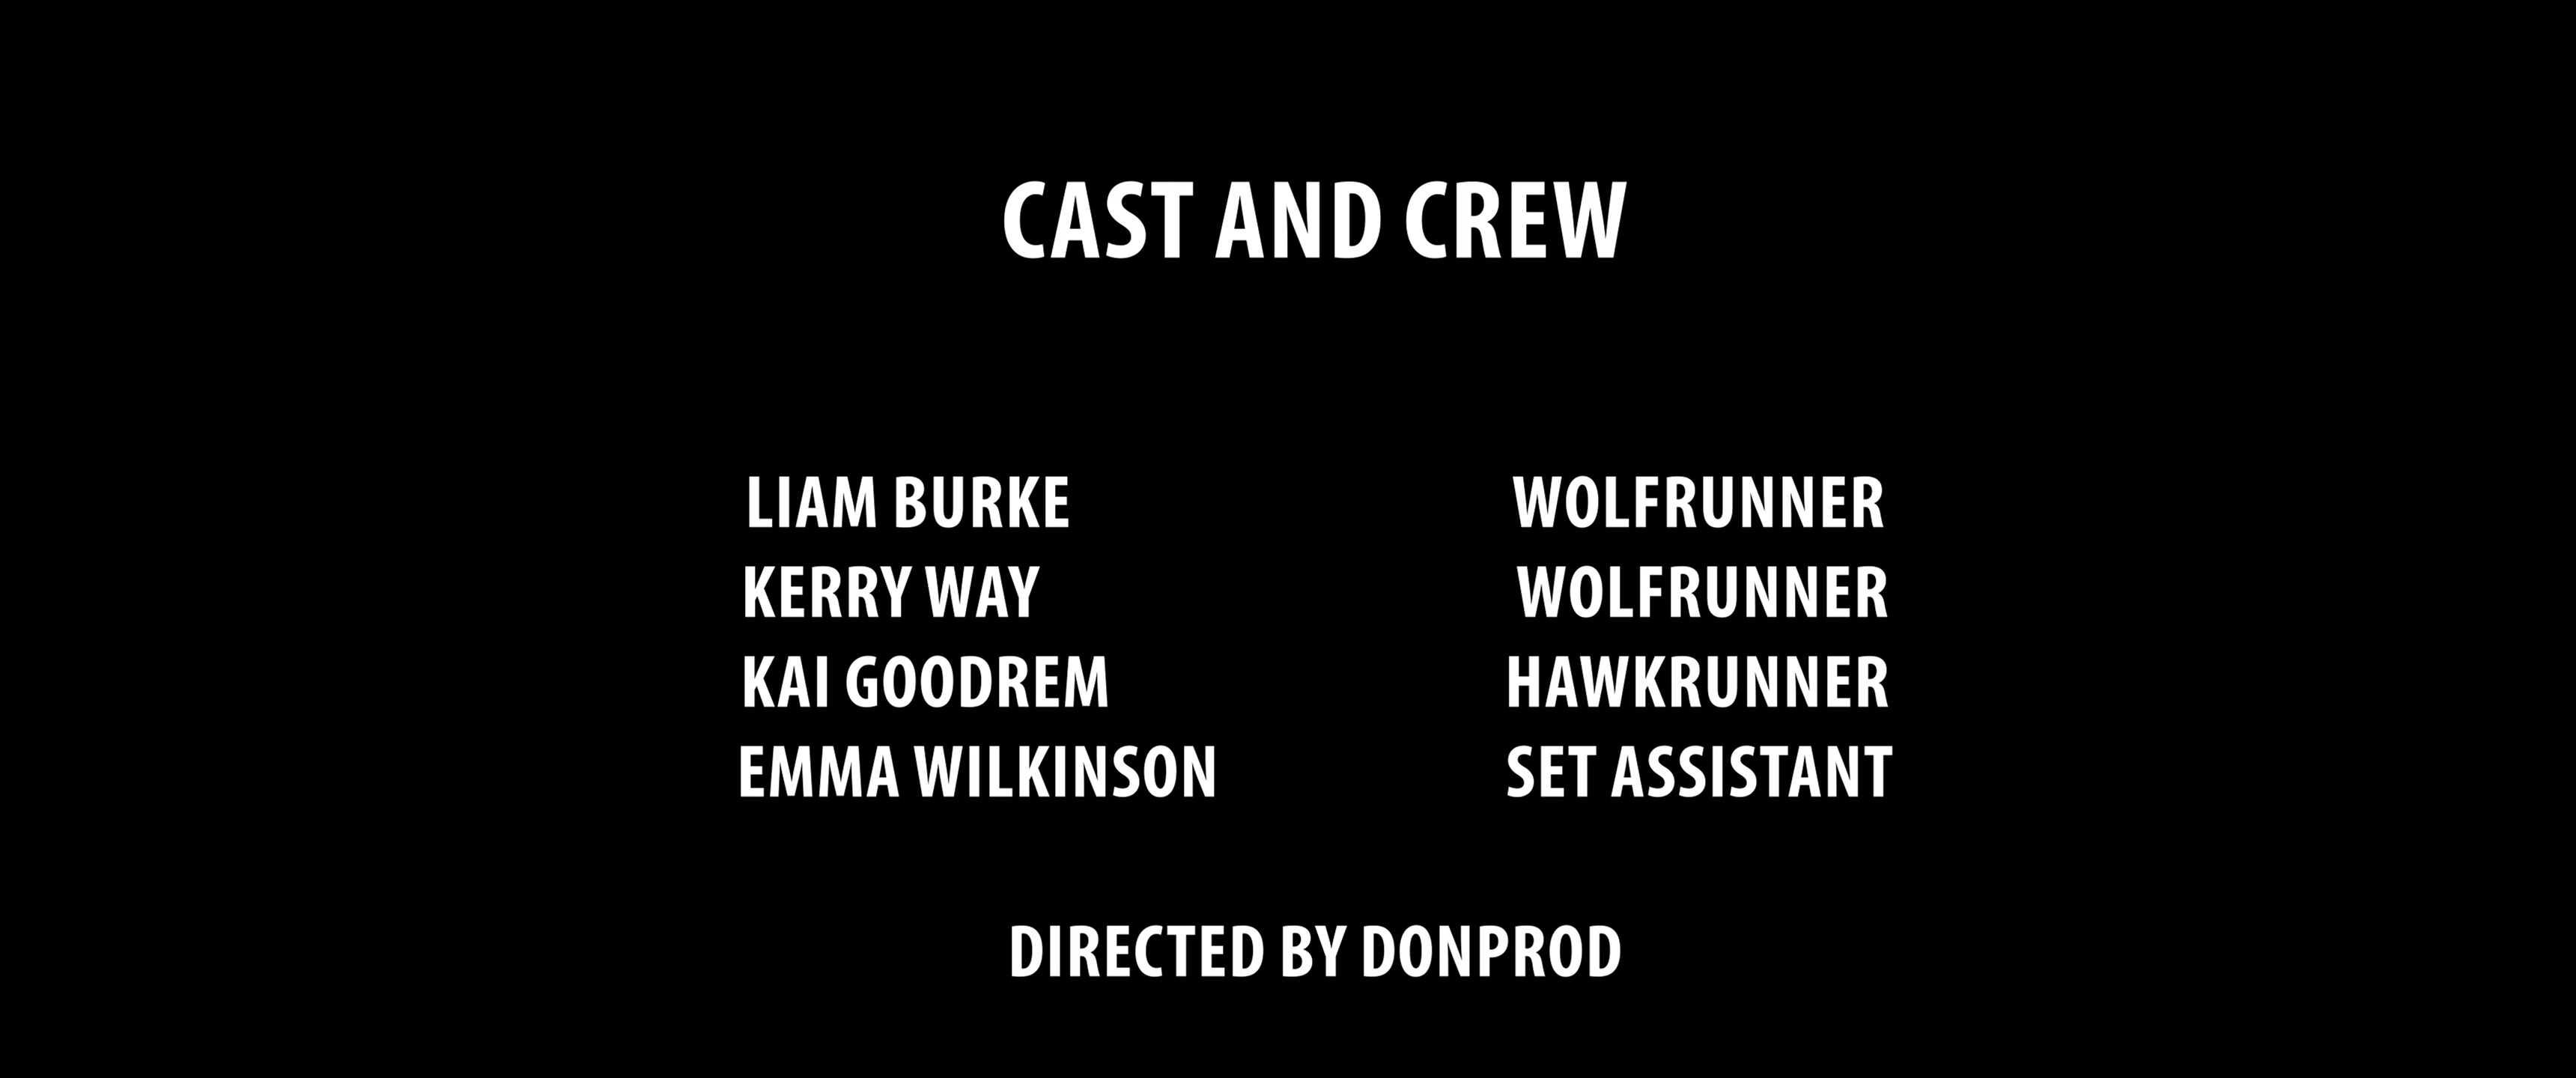 CAST AND CREW
LIAM BURKE WOLFRUNNER
KERRY WAY WOLFRUNNER
KAI GOODREM HAWKRUNNER
EMMA WILKINSON SET ASSISTANT
DIRECTED BY DONPROD